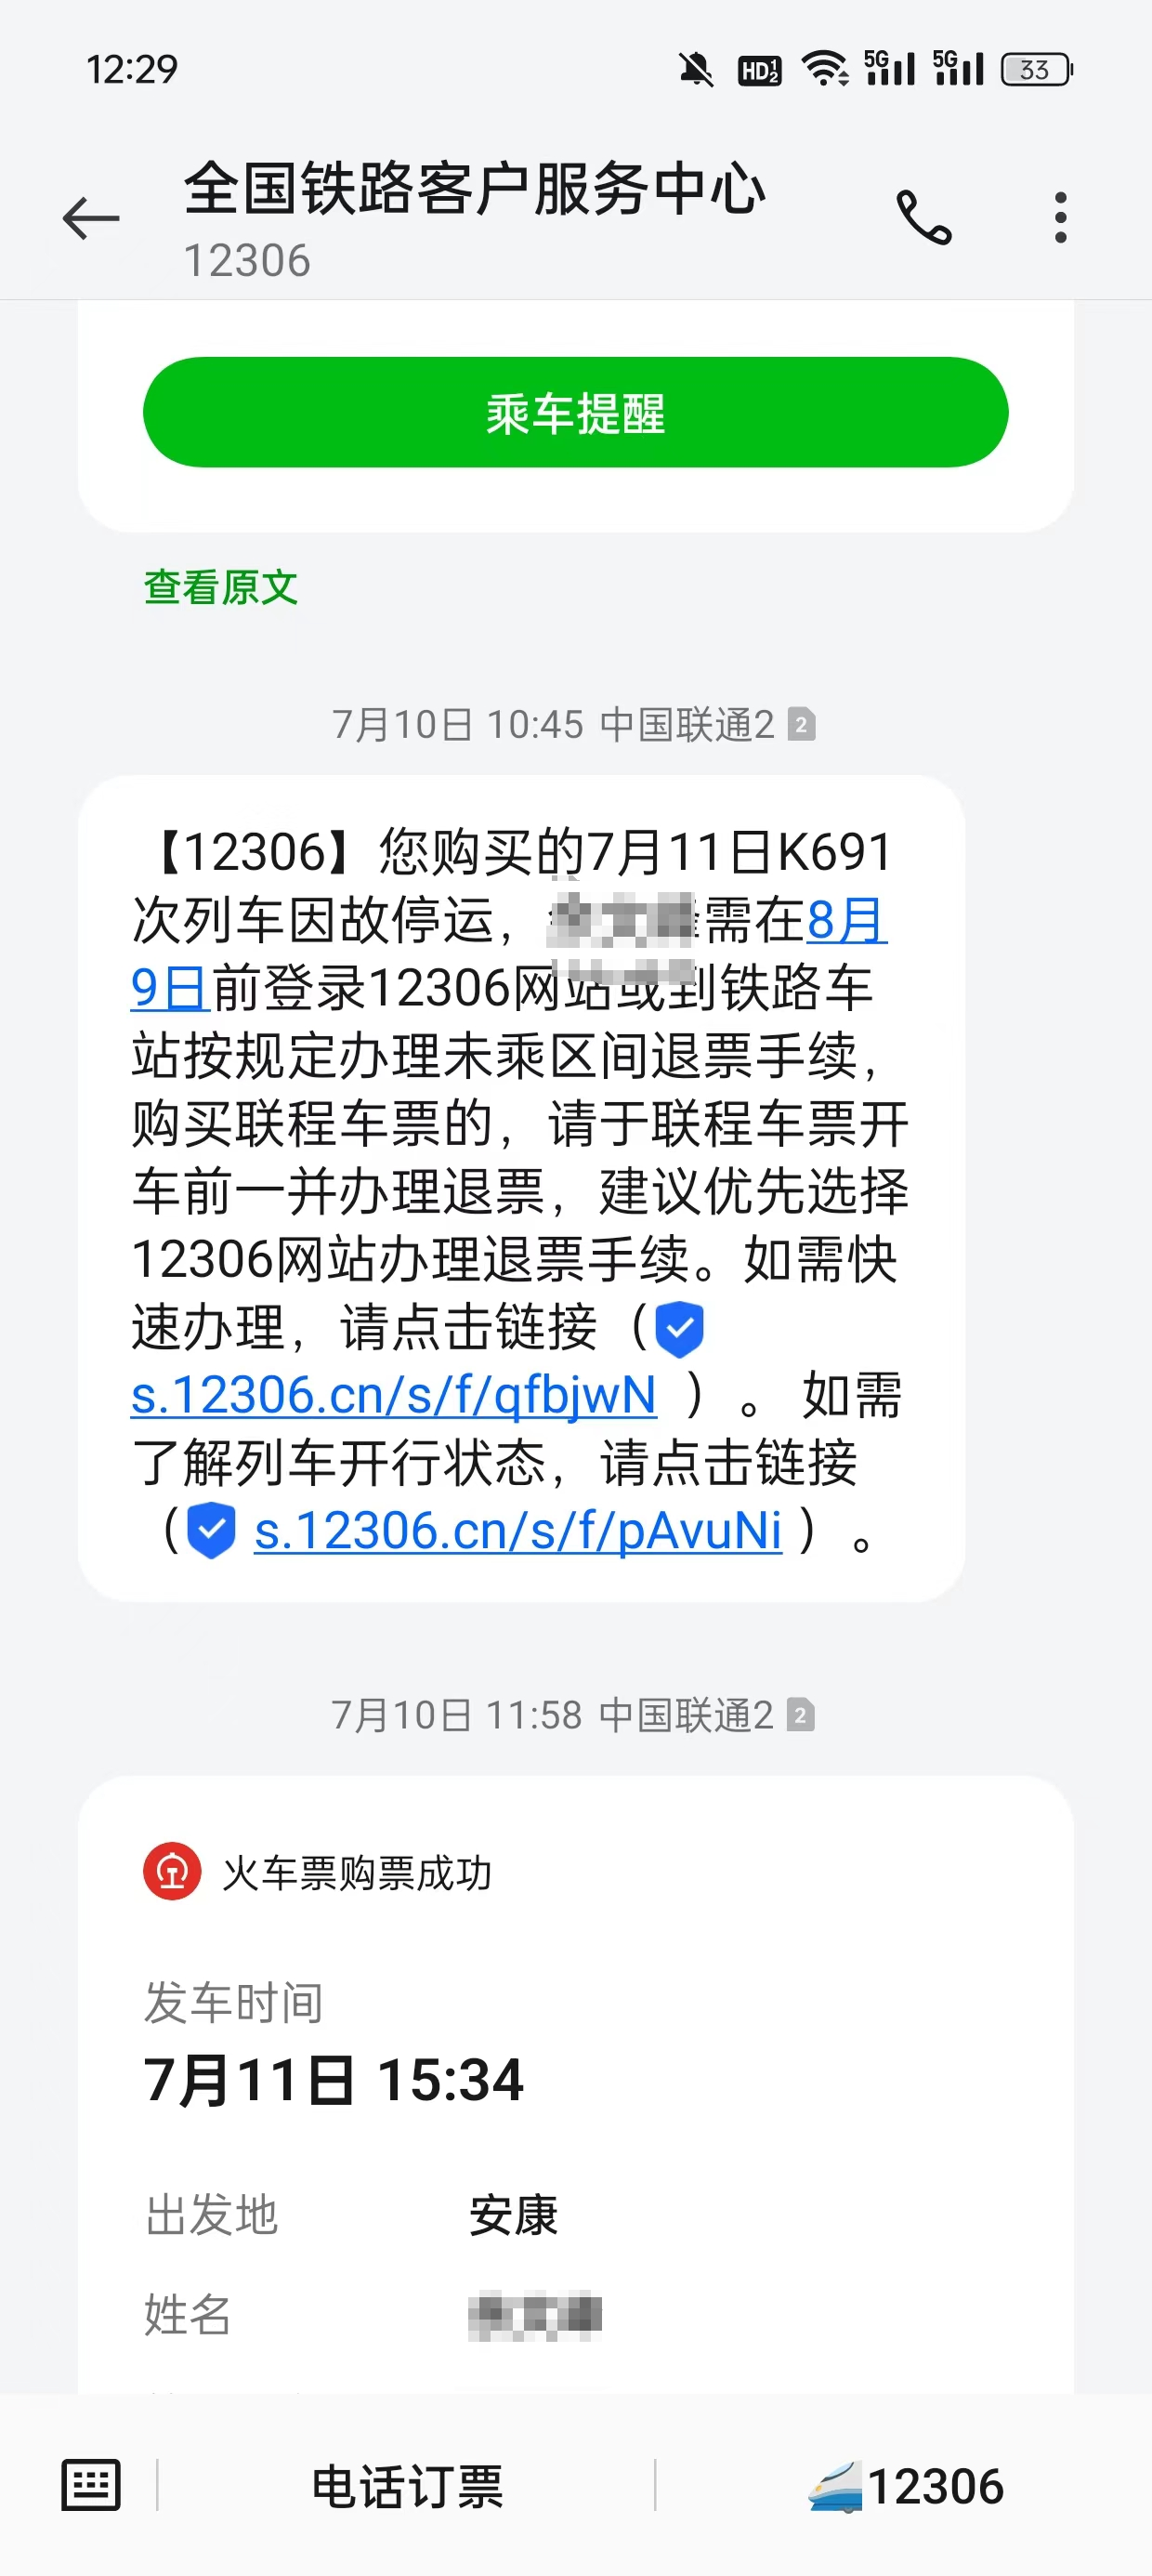 12:29
HD 1 2
5G
5G
33
全国铁路客户服务中心
12306
乘车提醒
查看原文
7月10日 10:45 中国联通2 2
【12306】您购买的7月11日K691
次列车因故停运，需在8月
9日前登录12306网站或到铁路车
站按规定办理未乘区间退票手续，
购买联程车票的，请于联程车票开
车前一并办理退票，建议优先选择
12306网站办理退票手续。如需快
速办理，请点击链接（
s.12306.cn/s/f/qfbjwN ）。 如需
了解列车开行状态，请点击链接
（ s.12306.cn/s/f/pAvuNi ）。
7月10日 11:58 中国联通2 2
火车票购票成功
发车时间
7月11日 15:34
出发地 安康
姓名
电话订票
12306